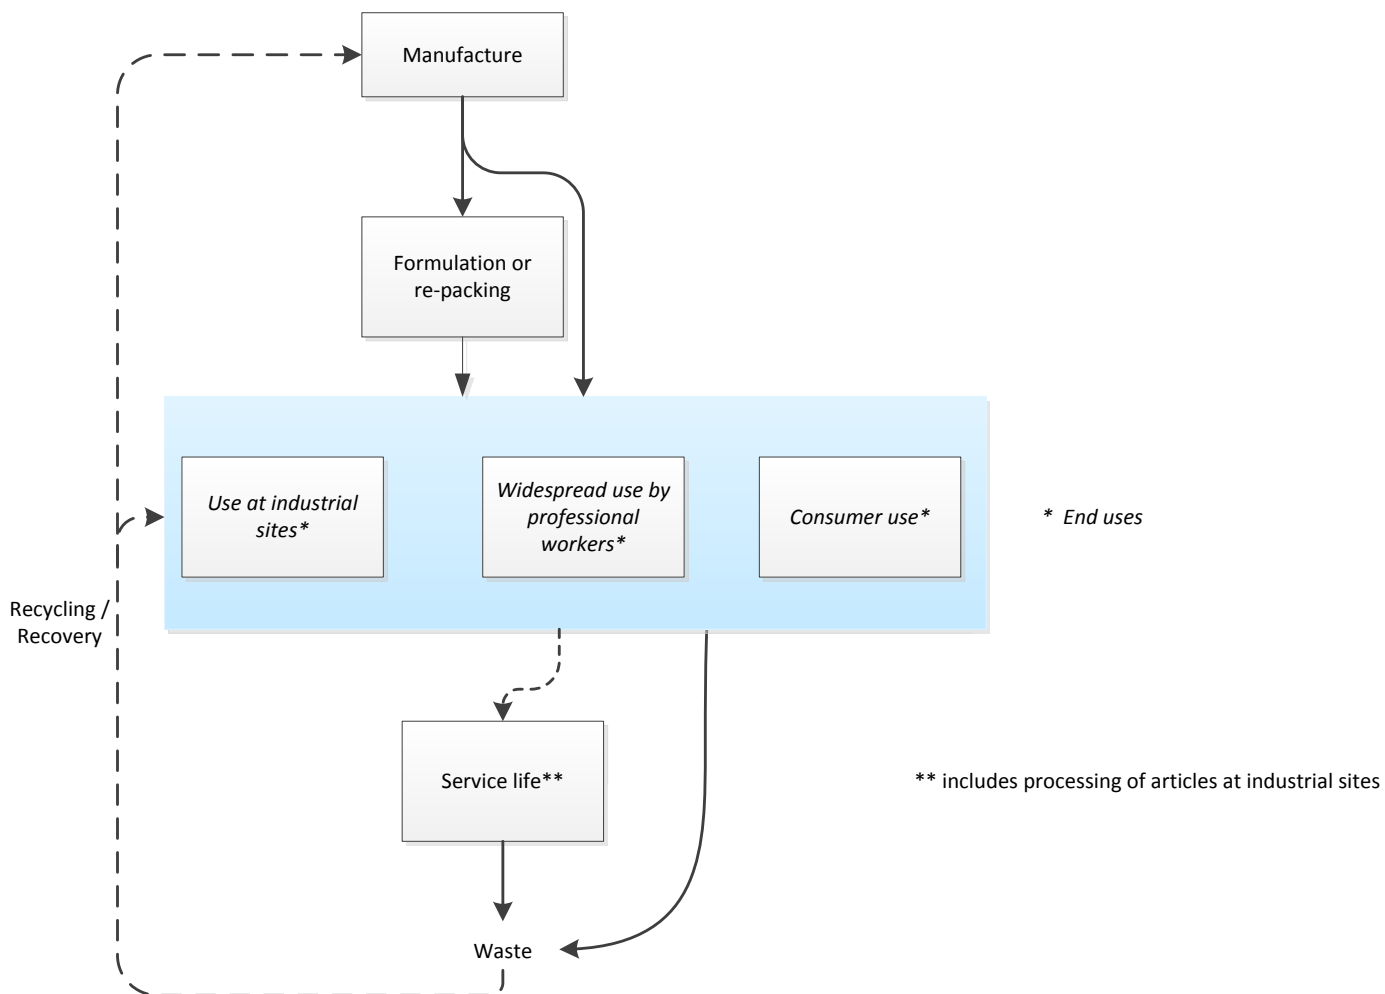 Manufacture
Formulation or
re-packing
Use at industrial
sites*
Widespread use by
professional
workers*
Consumer use*
* End uses
Recycling /
Recovery
Service life**
** includes processing of articles at industrial sites
Waste